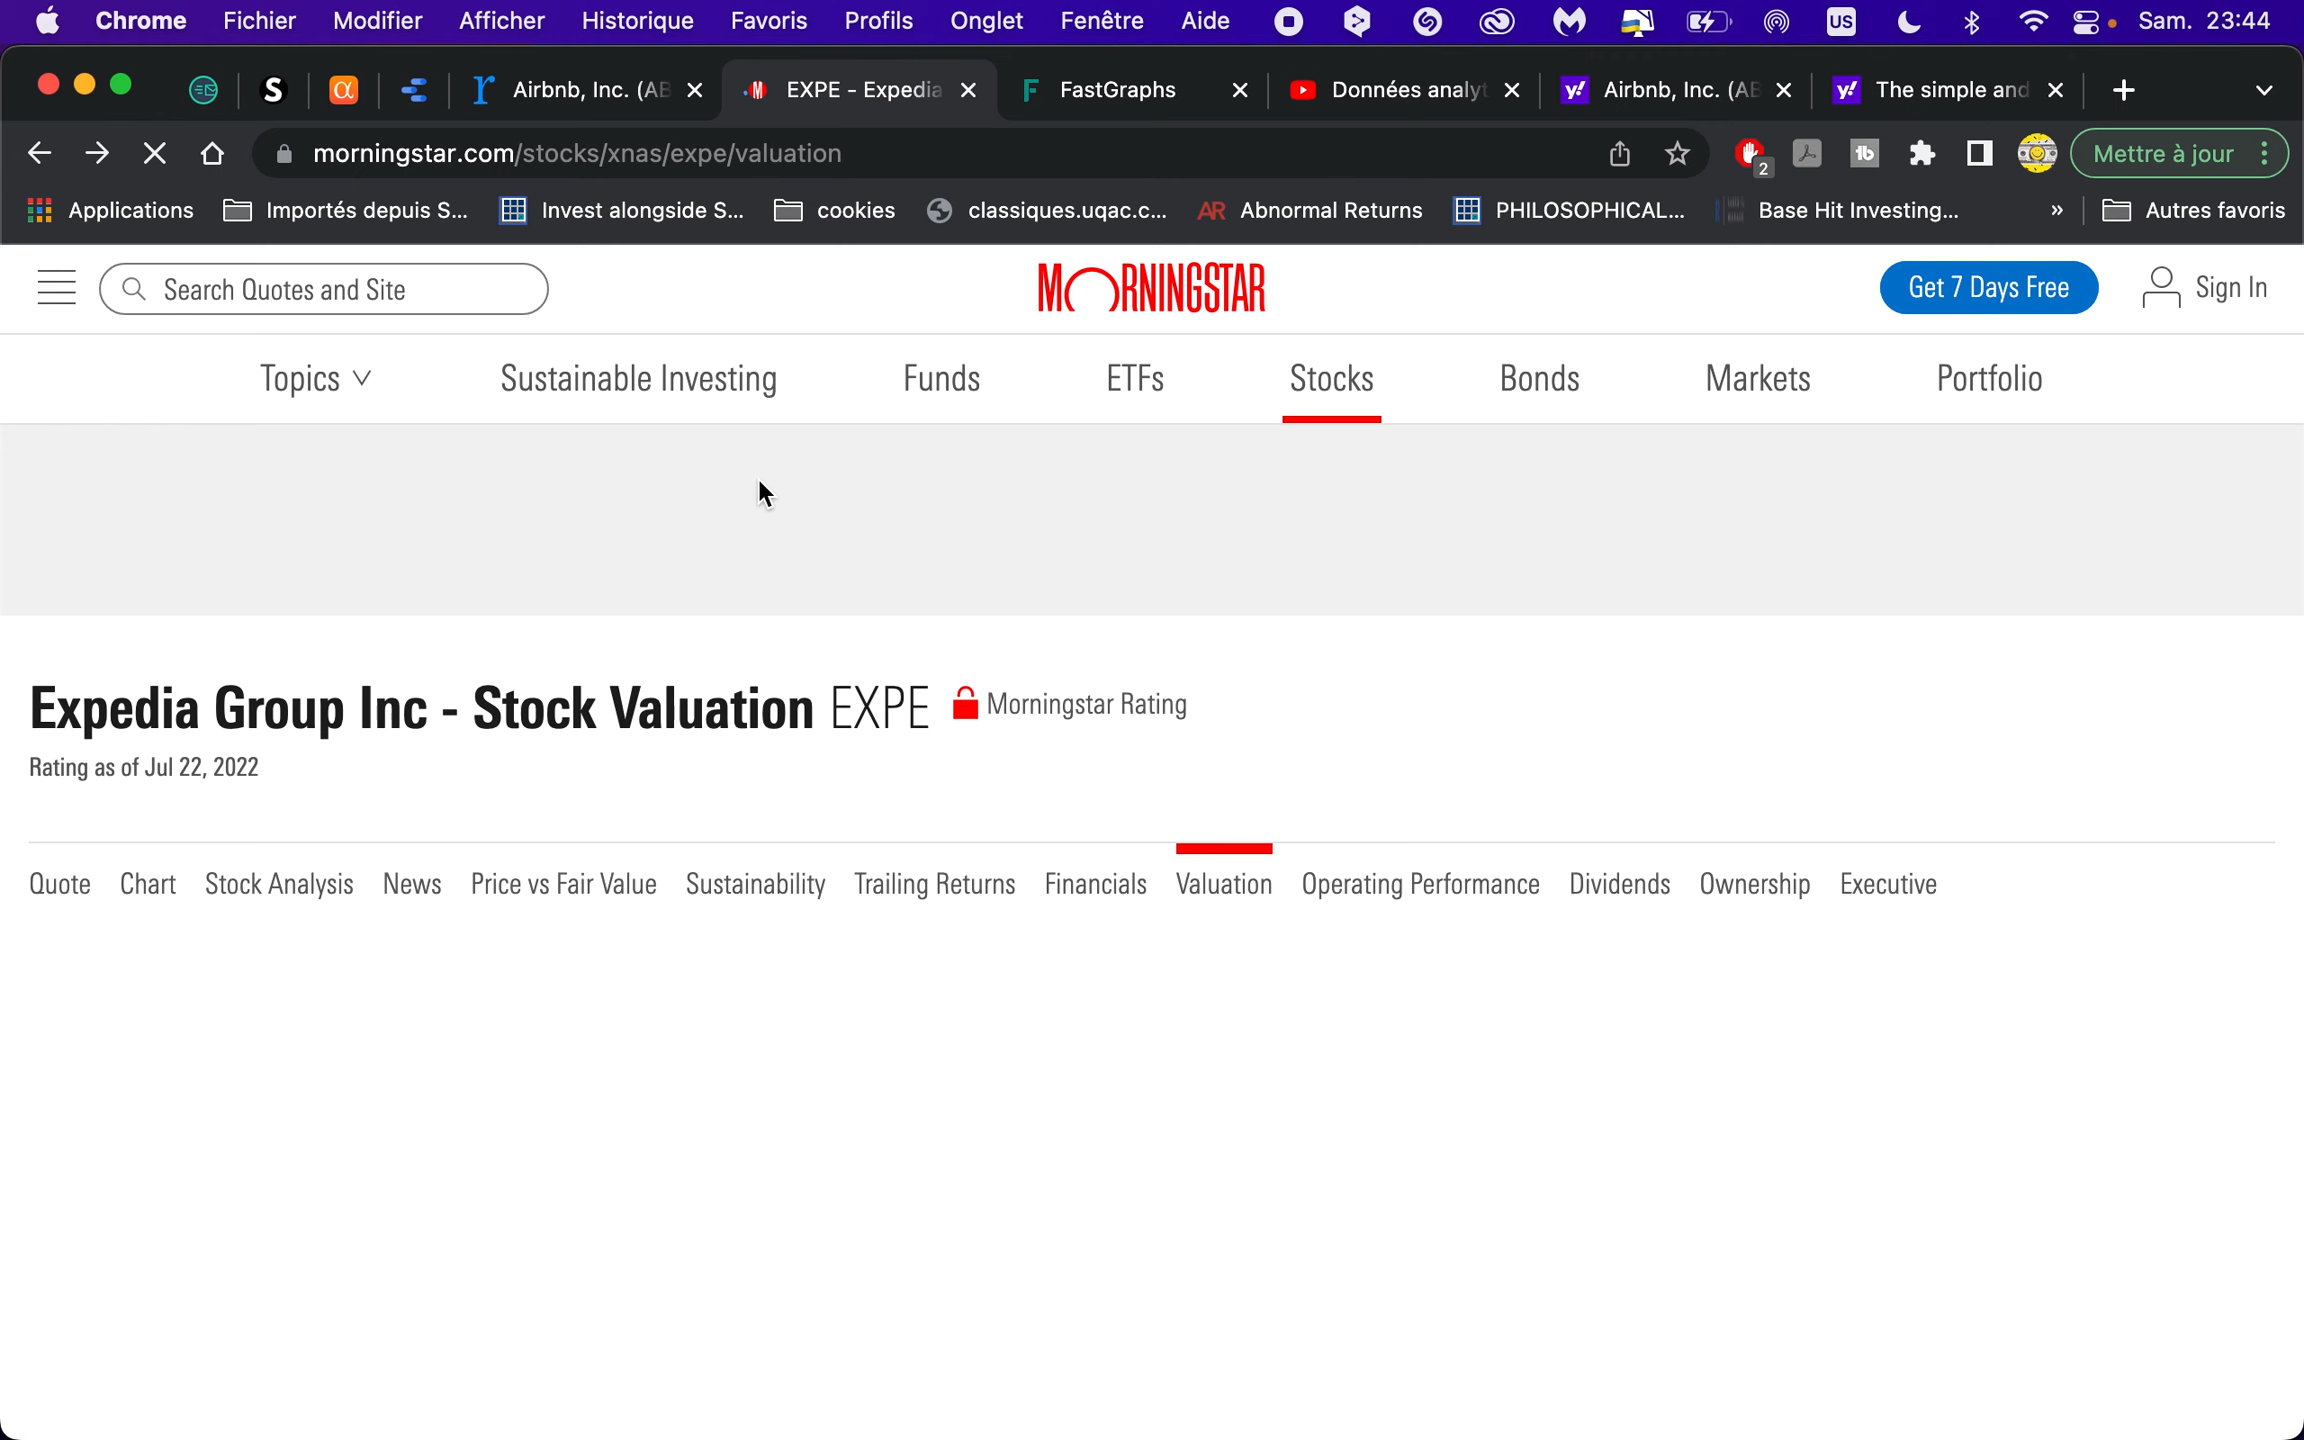 Chrome Fichier Modifier Afficher Historique Favoris Profils Onglet Fenêtre Aide US Sam. 23:44
Airbnb, Inc. (AB EXPE - Expedia FastGraphs Données analyt Airbnb, Inc. (AB The simple and
morningstar.com/stocks/xnas/expe/valuation 2 Mettre à jour
Applications Importés depuis S... Invest alongside S... cookies classiques.uqac.c... AR Abnormal Returns PHILOSOPHICAL... Base Hit Investing... » Autres favoris
Search Quotes and Site MORNINGSTAR Get 7 Days Free Sign In
Topics Sustainable Investing Funds ETFs Stocks Bonds Markets Portfolio
Expedia Group Inc - Stock Valuation EXPE Morningstar Rating
Rating as of Jul 22, 2022
Quote Chart Stock Analysis News Price vs Fair Value Sustainability Trailing Returns Financials Valuation Operating Performance Dividends Ownership Executive